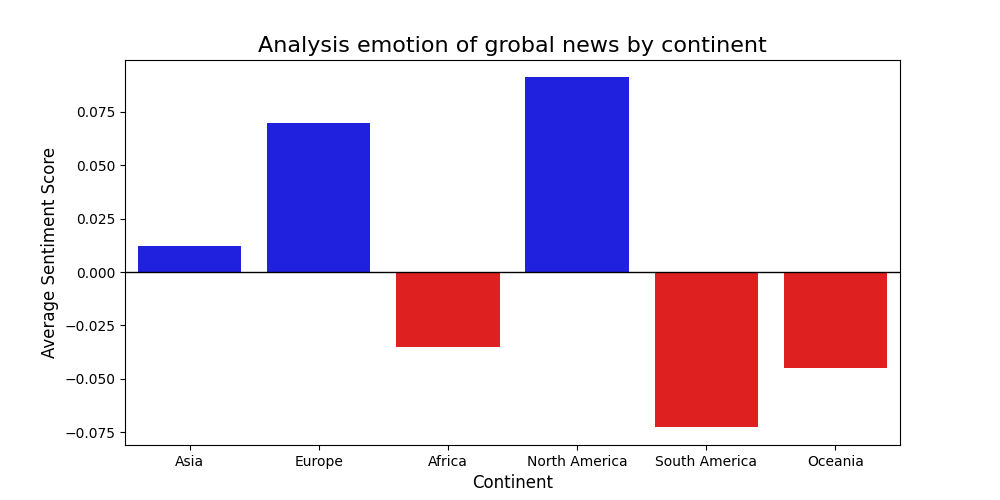 Analysis emotion of grobal news by continent
Average Sentiment Score
0.075
0.050
0.025
0.000
−0.025
−0.050
−0.075
Asia Europe Africa North America South America Oceania
Continent